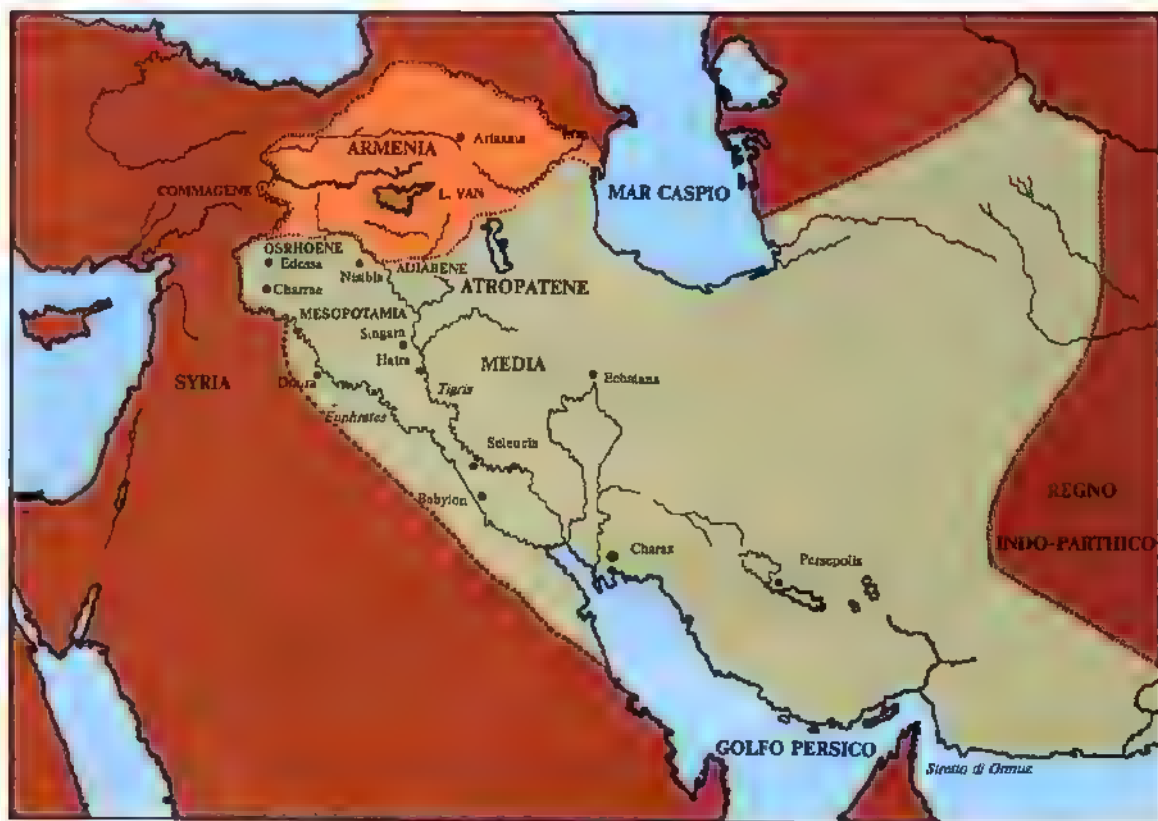 ARMENIA
Artaxata
COMMAGENE
L. VAN
MAR CASPIO
OSRHOENE
Edessa
Nisibis
ADIABENE
ATROPATENE
Charrae
MESOPOTAMIA
Singara
Hatra
MEDIA
SYRIA
Doura
Tigris
Ecbatana
Euphrates
Seleucia
Babylon
REGNO
INDO-PARTHICO
Charax
Persepolis
GOLFO PERSICO
Stretto di Ormuz